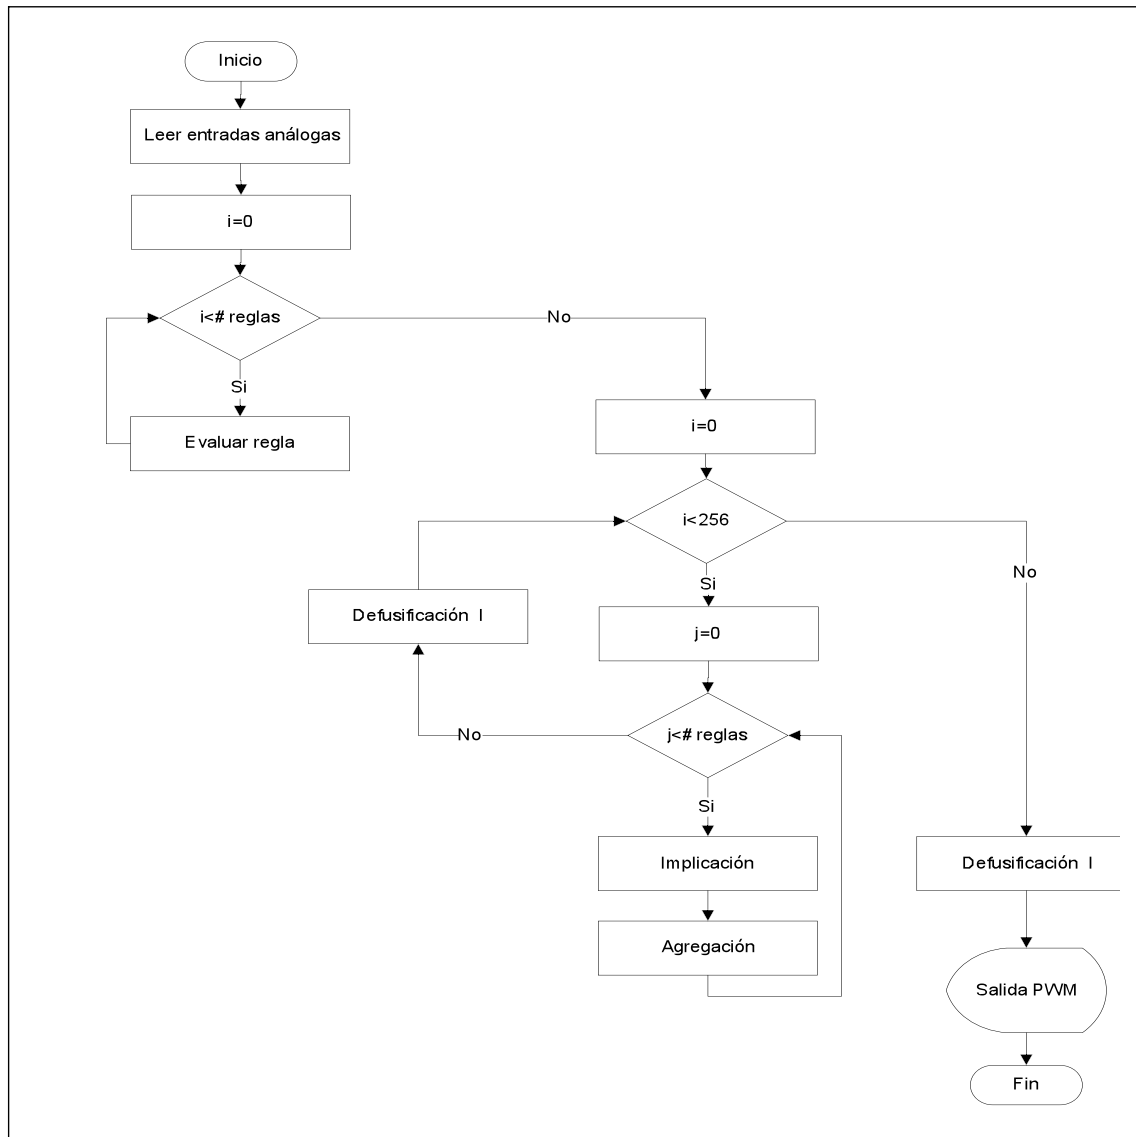 Inicio
Leer entradas análogas
i=0
i<# reglas
No
Si
Evaluar regla
i=0
i<256
No
Si
Defusificación I
j=0
No
j<# reglas
Si
Implicación
Defusificación I
Agregación
Salida PWM
Fin